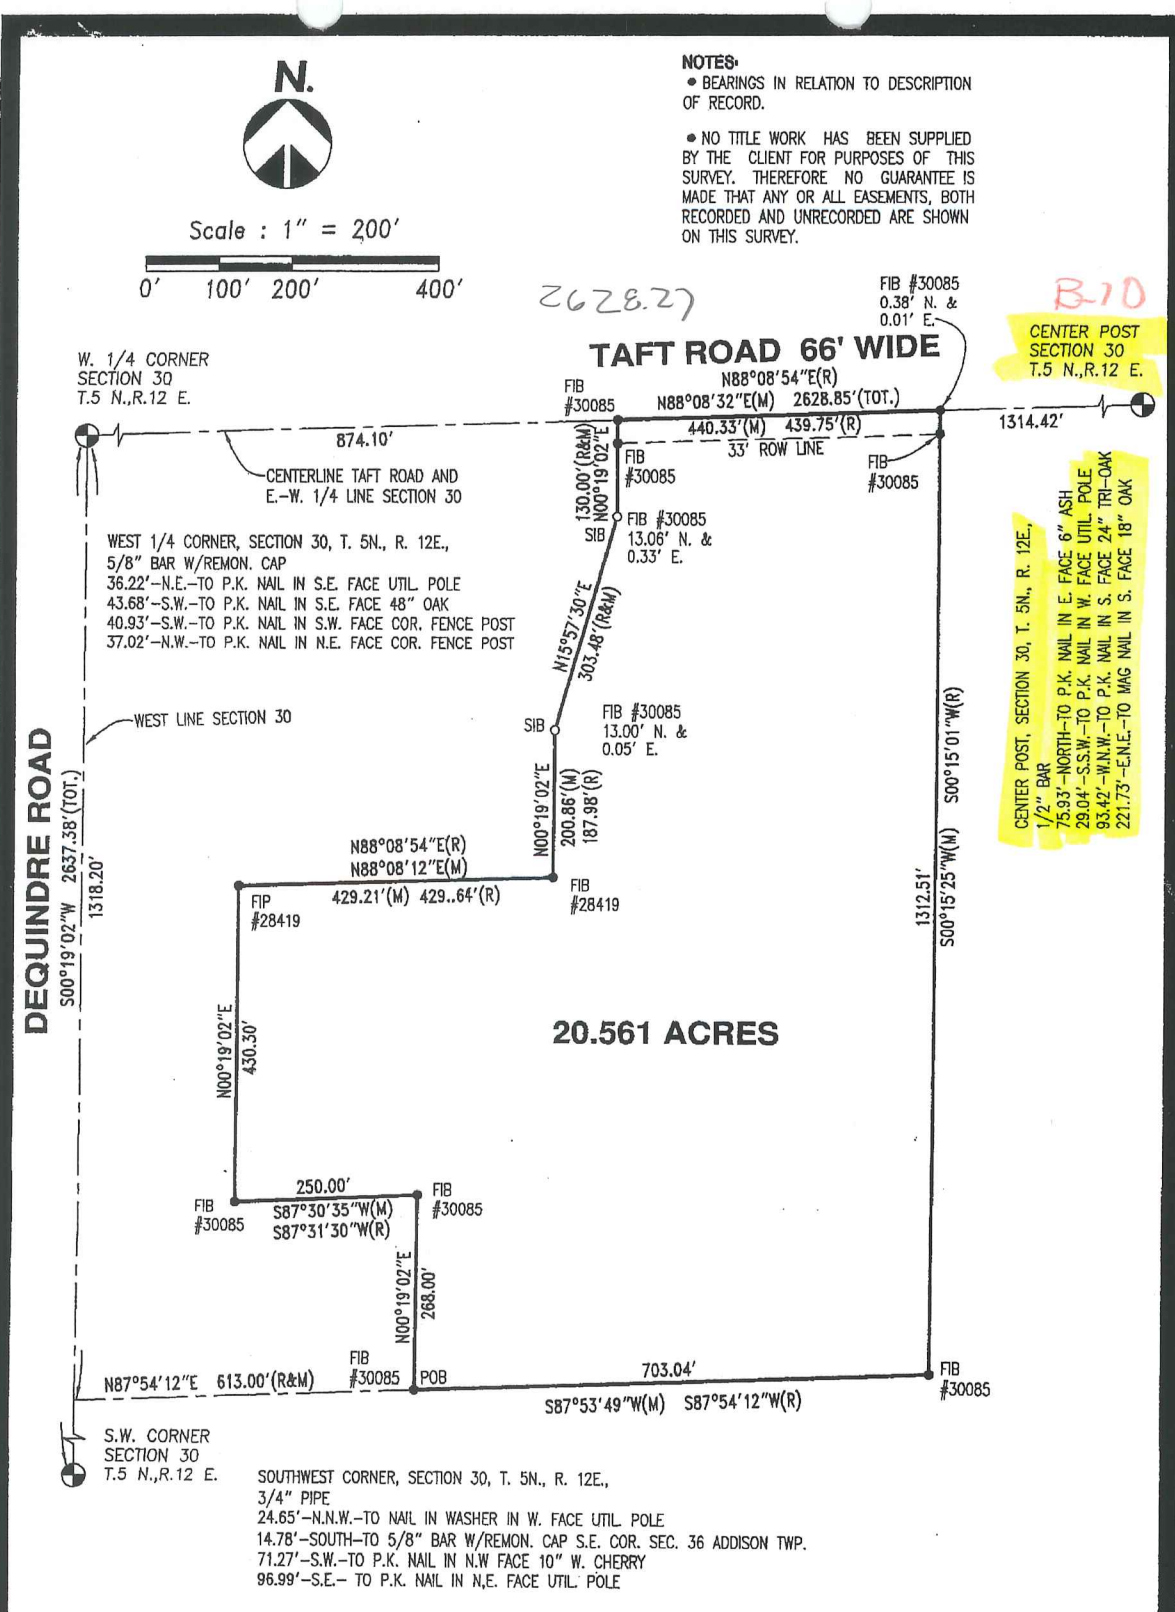 N.
Scale : 1" = 200'
0' 100' 200' 400'
NOTES:
• BEARINGS IN RELATION TO DESCRIPTION
OF RECORD.
• NO TITLE WORK HAS BEEN SUPPLIED
BY THE CLIENT FOR PURPOSES OF THIS
SURVEY. THEREFORE NO GUARANTEE IS
MADE THAT ANY OR ALL EASEMENTS, BOTH
RECORDED AND UNRECORDED ARE SHOWN
ON THIS SURVEY.
2628.27
FIB #30085
0.38' N. &
0.01' E.
B-10
CENTER POST
SECTION 30
T.5 N.,R.12 E.
TAFT ROAD 66' WIDE
W. 1/4 CORNER
SECTION 30
T.5 N.,R.12 E.
FIB
#30085
N88°08'54"E(R)
N88°08'32"E(M) 2628.85'(TOT.)
440.33'(M) 439.75'(R)
33' ROW LINE
1314.42'
874.10'
CENTERLINE TAFT ROAD AND
E.-W. 1/4 LINE SECTION 30
130.00'(R&M)
N00°19'02"E
FIB
#30085
FIB
#30085
WEST 1/4 CORNER, SECTION 30, T. 5N., R. 12E.,
5/8" BAR W/REMON. CAP
36.22'-N.E.-TO P.K. NAIL IN S.E. FACE UTIL. POLE
43.68'-S.W.-TO P.K. NAIL IN S.E. FACE 48" OAK
40.93'-S.W.-TO P.K. NAIL IN S.W. FACE COR. FENCE POST
37.02'-N.W.-TO P.K. NAIL IN N.E. FACE COR. FENCE POST
SIB
FIB #30085
13.06' N. &
0.33' E.
N15°57'30"E
303.48'(R&M)
CENTER POST, SECTION 30, T. 5N., R. 12E.,
1/2" BAR
75.93'-NORTH-TO P.K. NAIL IN E. FACE 6" ASH
29.04'-S.S.W.-TO P.K. NAIL IN W. FACE UTIL. POLE
93.42'-W.N.W.-TO P.K. NAIL IN S. FACE 24" TRI-OAK
221.73'-E.N.E.-TO MAG NAIL IN S. FACE 18" OAK
WEST LINE SECTION 30
SIB
FIB #30085
13.00' N. &
0.05' E.
DEQUINDRE ROAD
S00°19'02"W 2637.38'(TOT.)
1318.20'
N00°19'02"E
200.86'(M)
187.98'(R)
1312.51'
S00°15'25"W(M) S00°15'01"W(R)
N88°08'54"E(R)
N88°08'12"E(M)
429.21'(M) 429..64'(R)
FIP
#28419
FIB
#28419
N00°19'02"E
430.30'
20.561 ACRES
250.00'
S87°30'35"W(M)
S87°31'30"W(R)
FIB
#30085
FIB
#30085
N00°19'02"E
268.00'
N87°54'12"E 613.00'(R&M)
FIB
#30085
POB
703.04'
S87°53'49"W(M) S87°54'12"W(R)
FIB
#30085
S.W. CORNER
SECTION 30
T.5 N.,R.12 E.
SOUTHWEST CORNER, SECTION 30, T. 5N., R. 12E.,
3/4" PIPE
24.65'-N.N.W.-TO NAIL IN WASHER IN W. FACE UTIL. POLE
14.78'-SOUTH-TO 5/8" BAR W/REMON. CAP S.E. COR. SEC. 36 ADDISON TWP.
71.27'-S.W.-TO P.K. NAIL IN N.W FACE 10" W. CHERRY
96.99'-S.E.- TO P.K. NAIL IN N.E. FACE UTIL. POLE